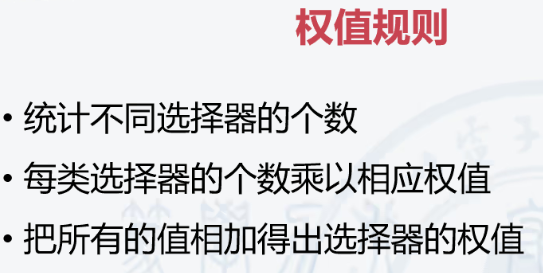 权值规则
• 统计不同选择器的个数
• 每类选择器的个数乘以相应权值
• 把所有的值相加得出选择器的权值